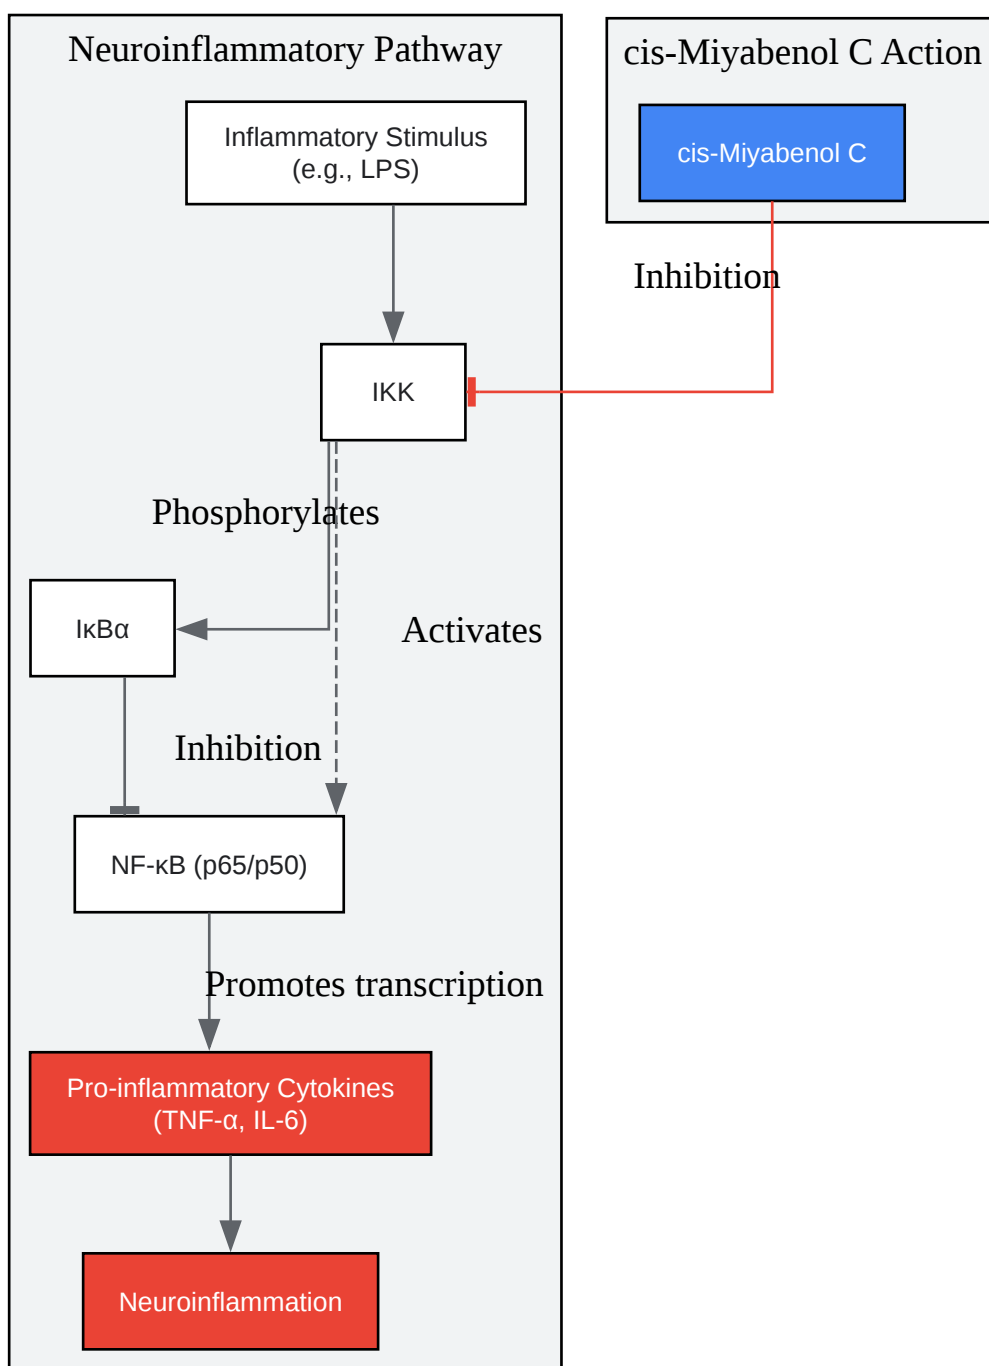 Neuroinflammatory Pathway
cis-Miyabenol C Action
Inflammatory Stimulus
(e.g., LPS)
cis-Miyabenol C
Inhibition
IKK
Phosphorylates
IκBα
Activates
Inhibition
NF-κB (p65/p50)
Promotes transcription
Pro-inflammatory Cytokines
(TNF-α, IL-6)
Neuroinflammation